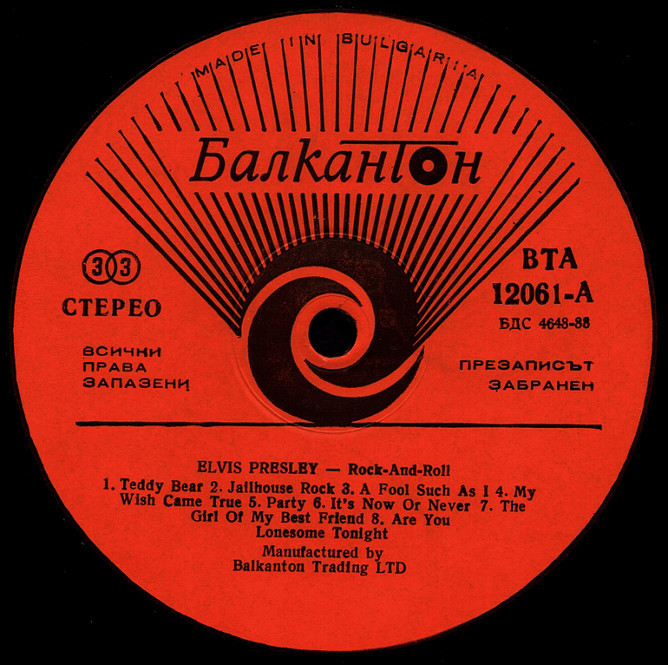 MADE IN BULGARIA
Балкантон
33
СТЕРЕО
ВСИЧКИ
ПРАВА
ЗАПАЗЕНИ
ВТА
12061-А
БДС 4648-88
ПРЕЗАПИСЪТ
ЗАБРАНЕН
ELVIS PRESLEY — Rock-And-Roll
1. Teddy Bear 2. Jailhouse Rock 3. A Fool Such As I 4. My
Wish Came True 5. Party 6. It's Now Or Never 7. The
Girl Of My Best Friend 8. Are You
Lonesome Tonight
Manufactured by
Balkanton Trading LTD